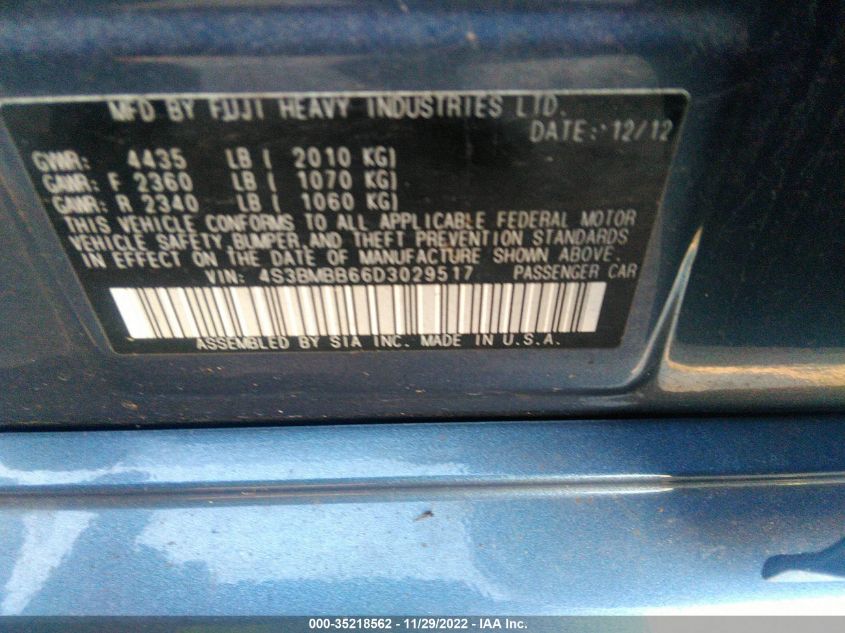 MFD BY FUJI HEAVY INDUSTRIES LTD.
DATE: 12/12
GVWR: 4435 LB ( 2010 KG)
GAWR: F 2360 LB ( 1070 KG)
GAWR: R 2340 LB ( 1060 KG)
THIS VEHICLE CONFORMS TO ALL APPLICABLE FEDERAL MOTOR
VEHICLE SAFETY, BUMPER, AND THEFT PREVENTION STANDARDS
IN EFFECT ON THE DATE OF MANUFACTURE SHOWN ABOVE.
VIN: 4S3BMBB66D3029517 PASSENGER CAR
ASSEMBLED BY SIA INC. MADE IN U.S.A.
000-35218562 - 11/29/2022 - IAA Inc.